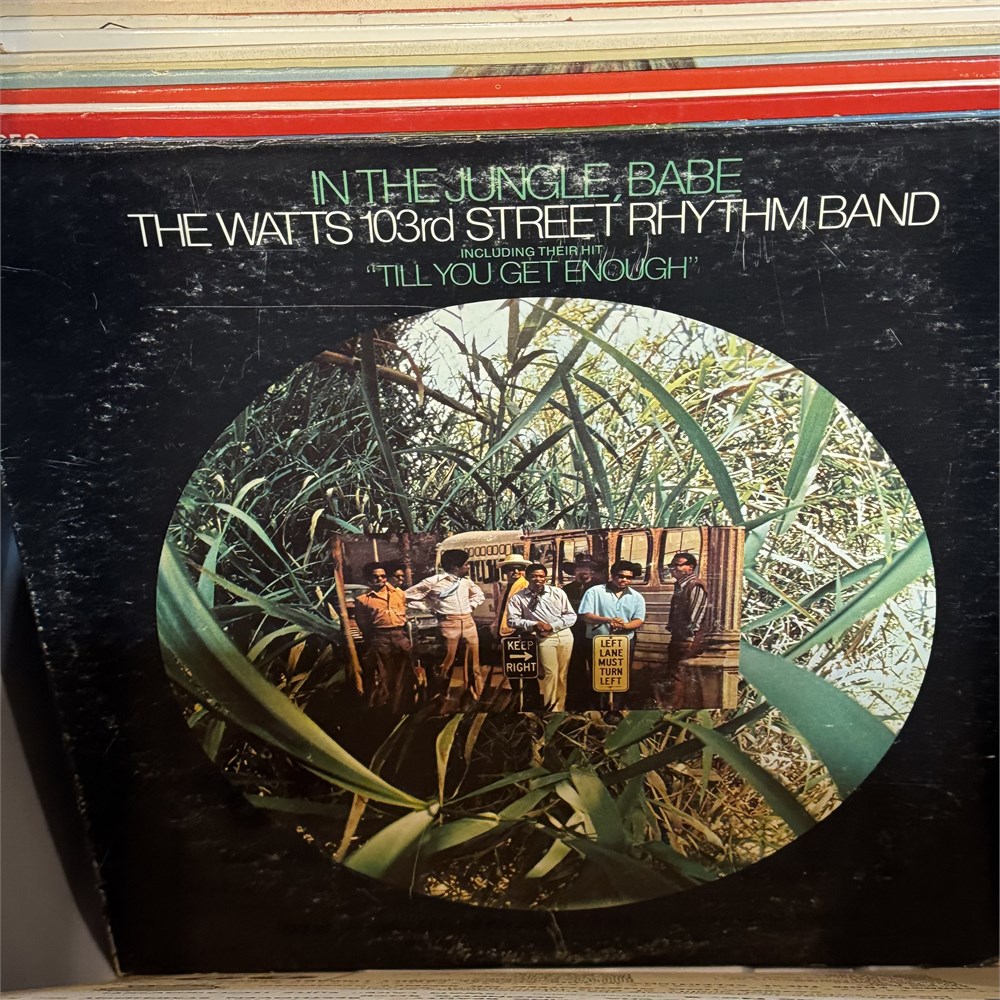 IN THE JUNGLE, BABE
THE WATTS 103rd STREET RHYTHM BAND
INCLUDING THEIR HIT
"TILL YOU GET ENOUGH"
KEEP
RIGHT
LEFT
LANE
MUST
TURN
LEFT